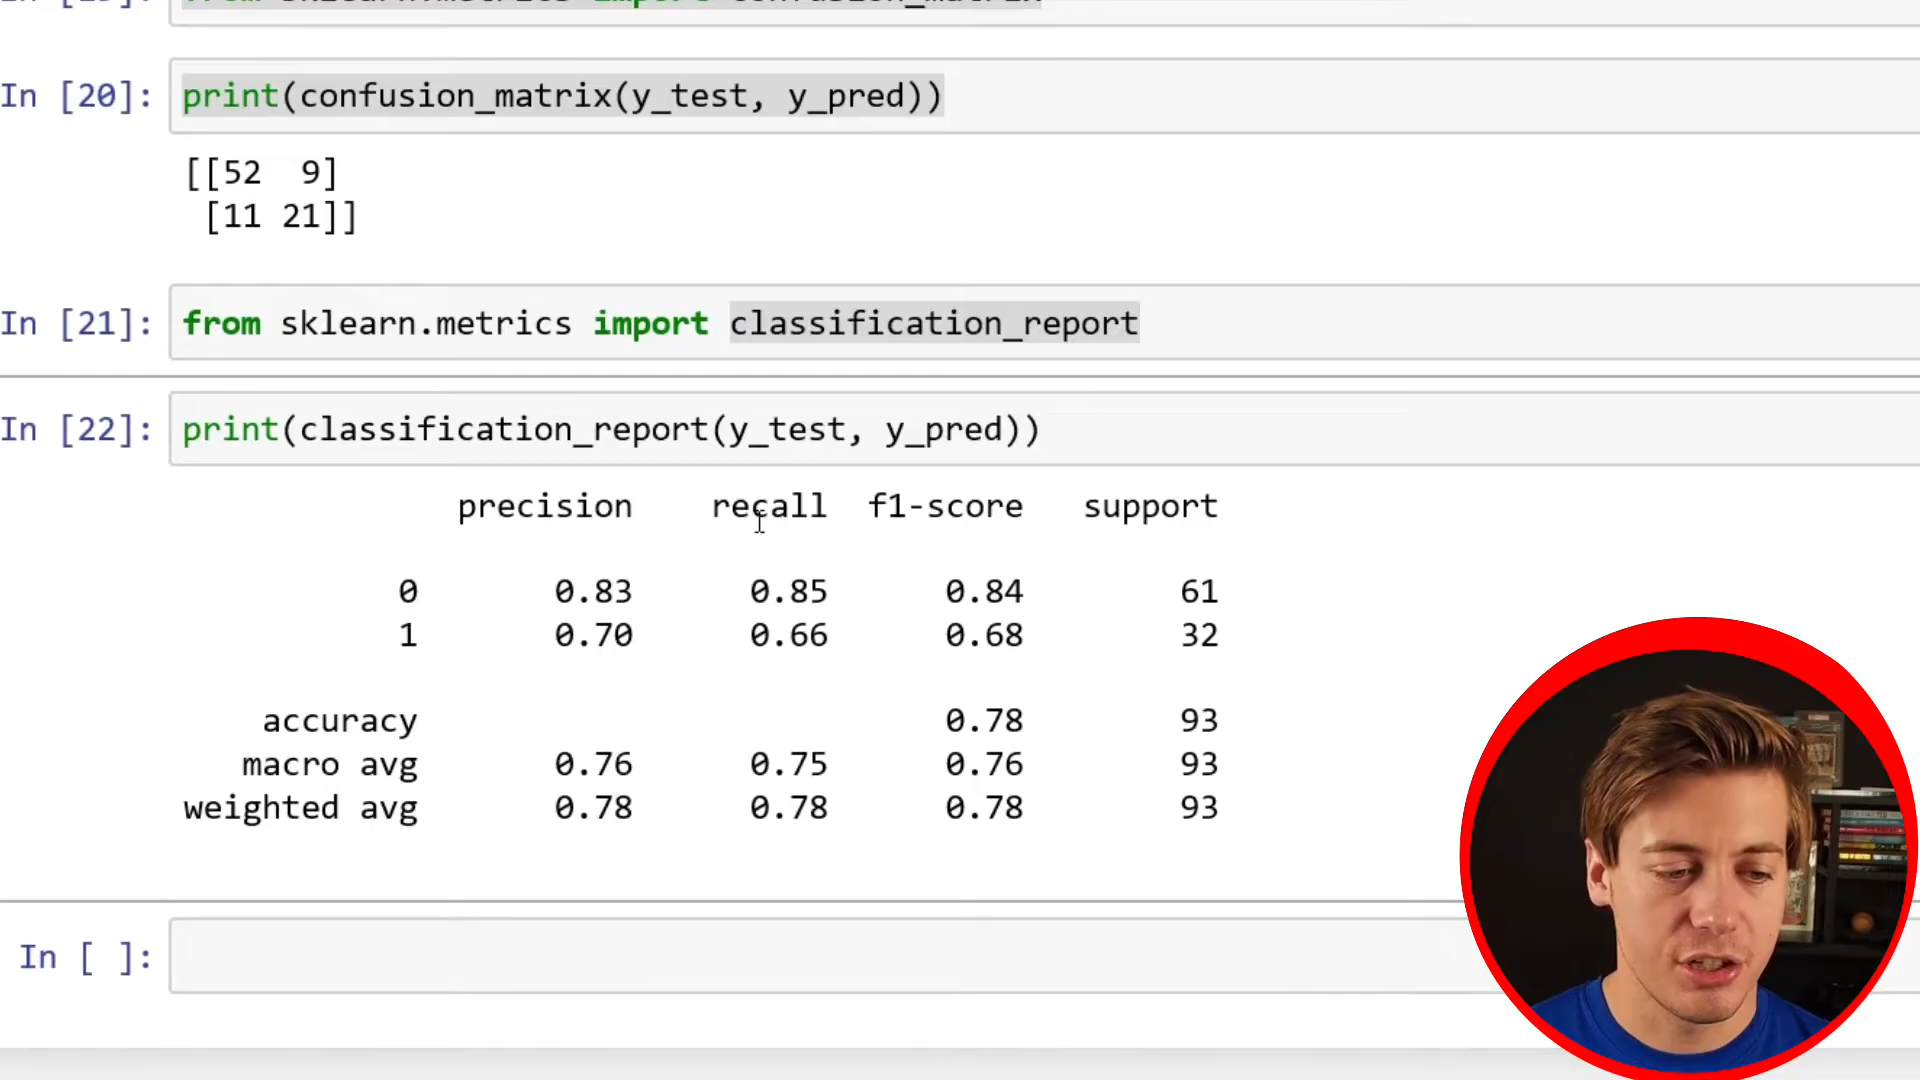 In [20]: print(confusion_matrix(y_test, y_pred))
[[52  9]
 [11 21]]
In [21]: from sklearn.metrics import classification_report
In [22]: print(classification_report(y_test, y_pred))
precision    recall  f1-score   support
0       0.83      0.85      0.84        61
1       0.70      0.66      0.68        32
accuracy                           0.78        93
macro avg       0.76      0.75      0.76        93
weighted avg       0.78      0.78      0.78        93
In [ ]: